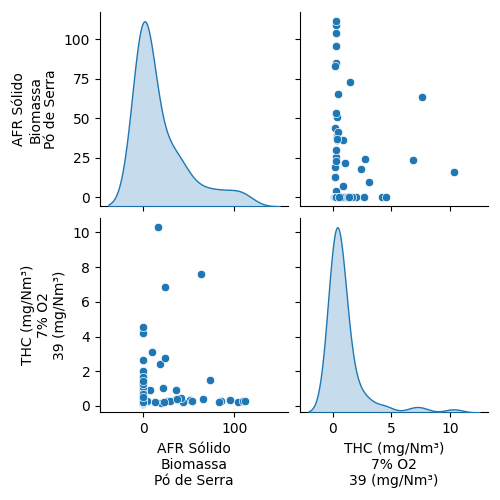 100
75
50
25
0
AFR Sólido
Biomassa
Pó de Serra
10
8
6
4
2
0
THC (mg/Nm³)
7% O2
39 (mg/Nm³)
0 100
0 5 10
AFR Sólido
Biomassa
Pó de Serra
THC (mg/Nm³)
7% O2
39 (mg/Nm³)